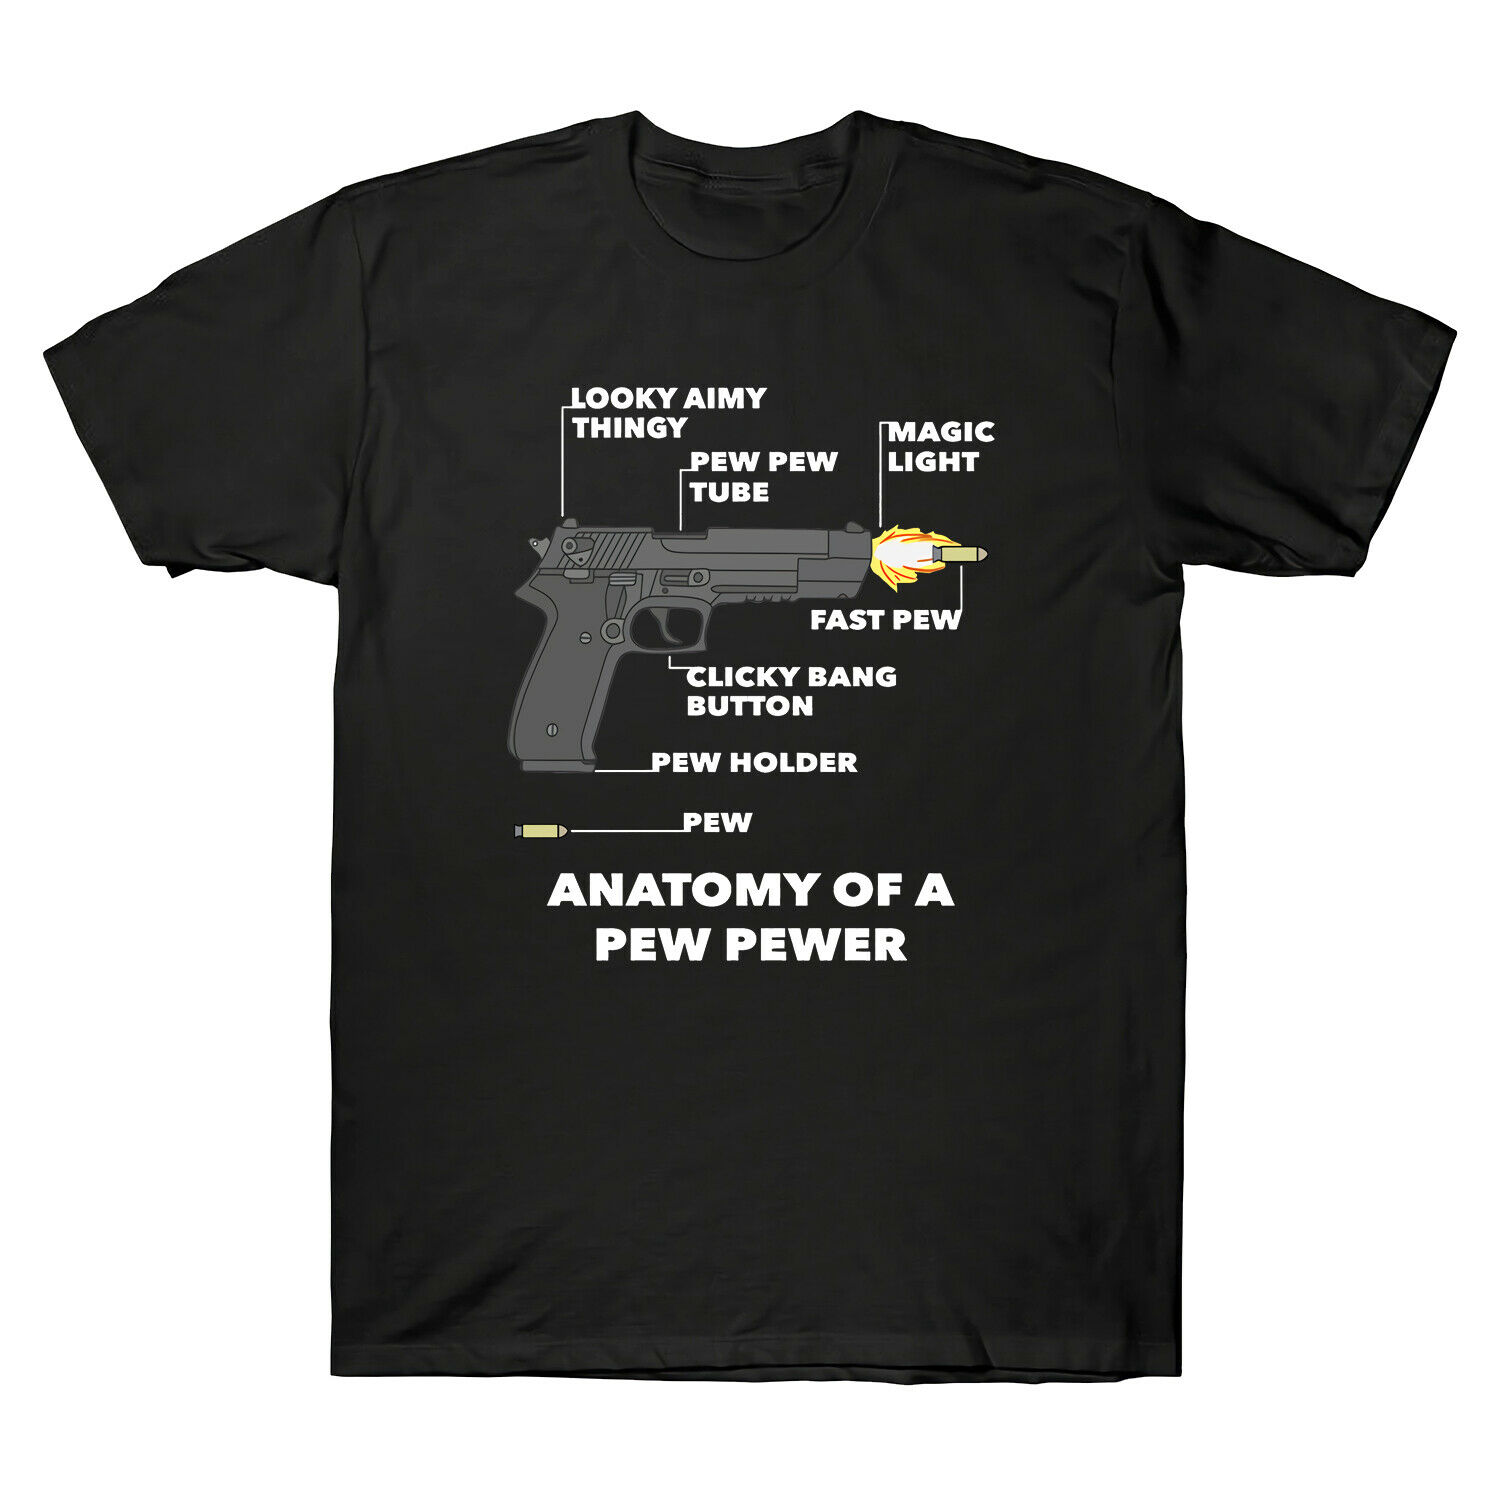 LOOKY AIMY
THINGY
MAGIC
LIGHT
PEW PEW
TUBE
FAST PEW
CLICKY BANG
BUTTON
PEW HOLDER
PEW
ANATOMY OF A
PEW PEWER